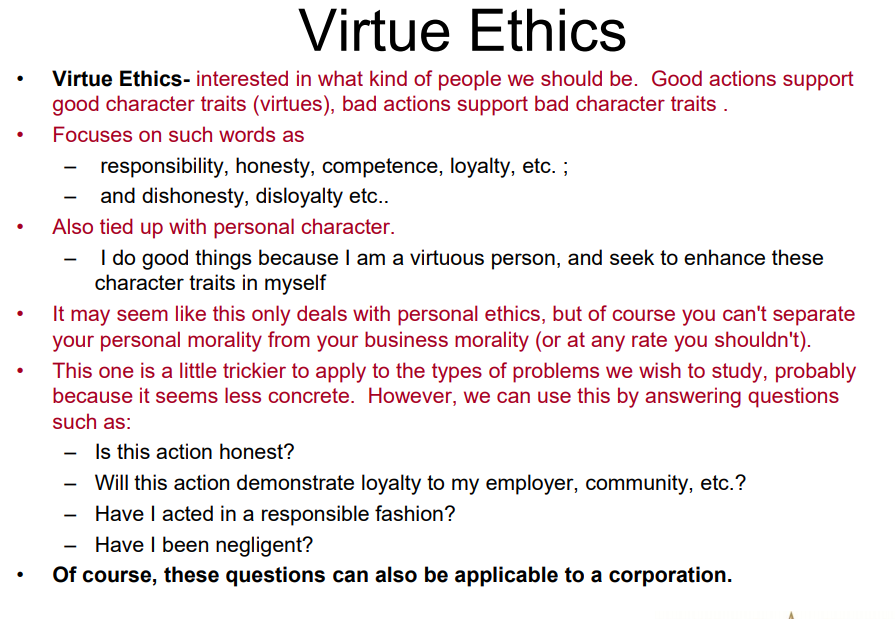 Virtue Ethics
• Virtue Ethics- interested in what kind of people we should be.  Good actions support
good character traits (virtues), bad actions support bad character traits .
• Focuses on such words as
– responsibility, honesty, competence, loyalty, etc. ;
– and dishonesty, disloyalty etc..
• Also tied up with personal character.
– I do good things because I am a virtuous person, and seek to enhance these
character traits in myself
• It may seem like this only deals with personal ethics, but of course you can't separate
your personal morality from your business morality (or at any rate you shouldn't).
• This one is a little trickier to apply to the types of problems we wish to study, probably
because it seems less concrete.  However, we can use this by answering questions
such as:
– Is this action honest?
– Will this action demonstrate loyalty to my employer, community, etc.?
– Have I acted in a responsible fashion?
– Have I been negligent?
• Of course, these questions can also be applicable to a corporation.